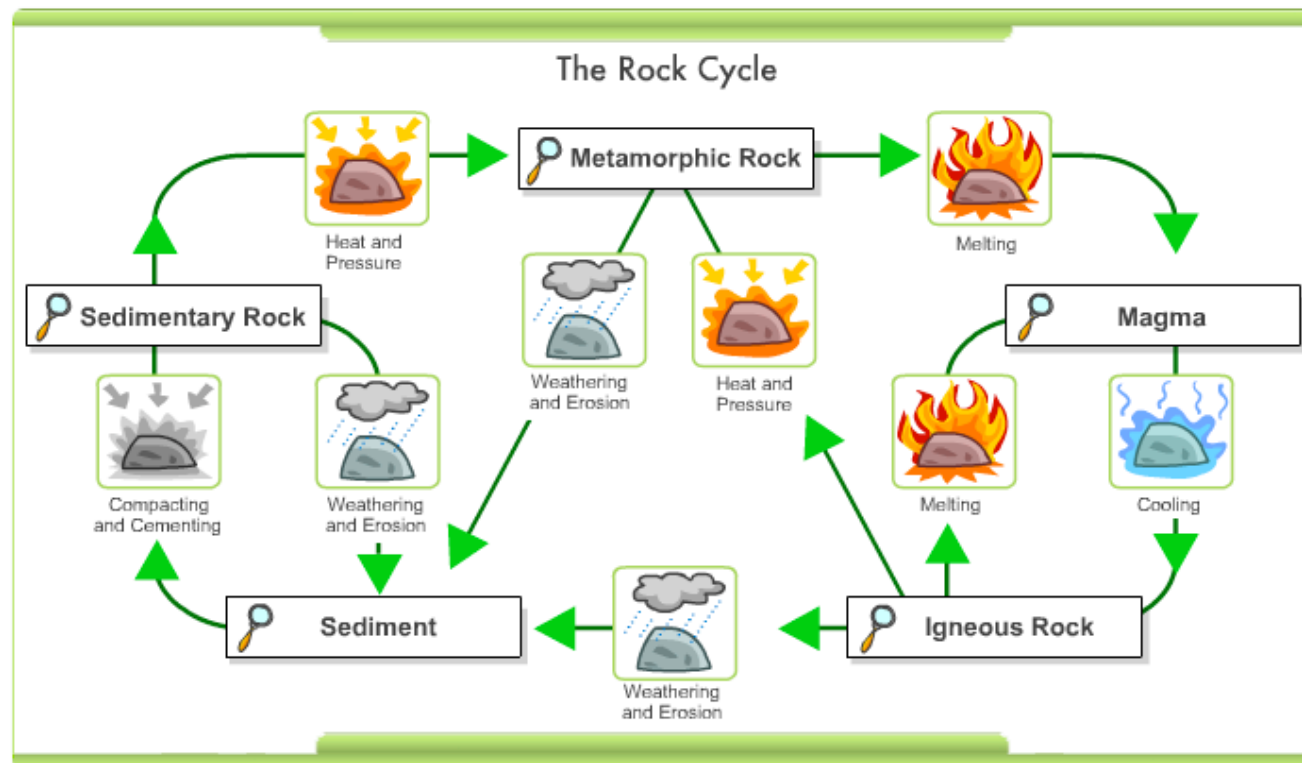 The Rock Cycle
Metamorphic Rock
Heat and
Pressure
Melting
Sedimentary Rock
Magma
Weathering
and Erosion
Heat and
Pressure
Compacting
and Cementing
Weathering
and Erosion
Melting
Cooling
Sediment
Igneous Rock
Weathering
and Erosion